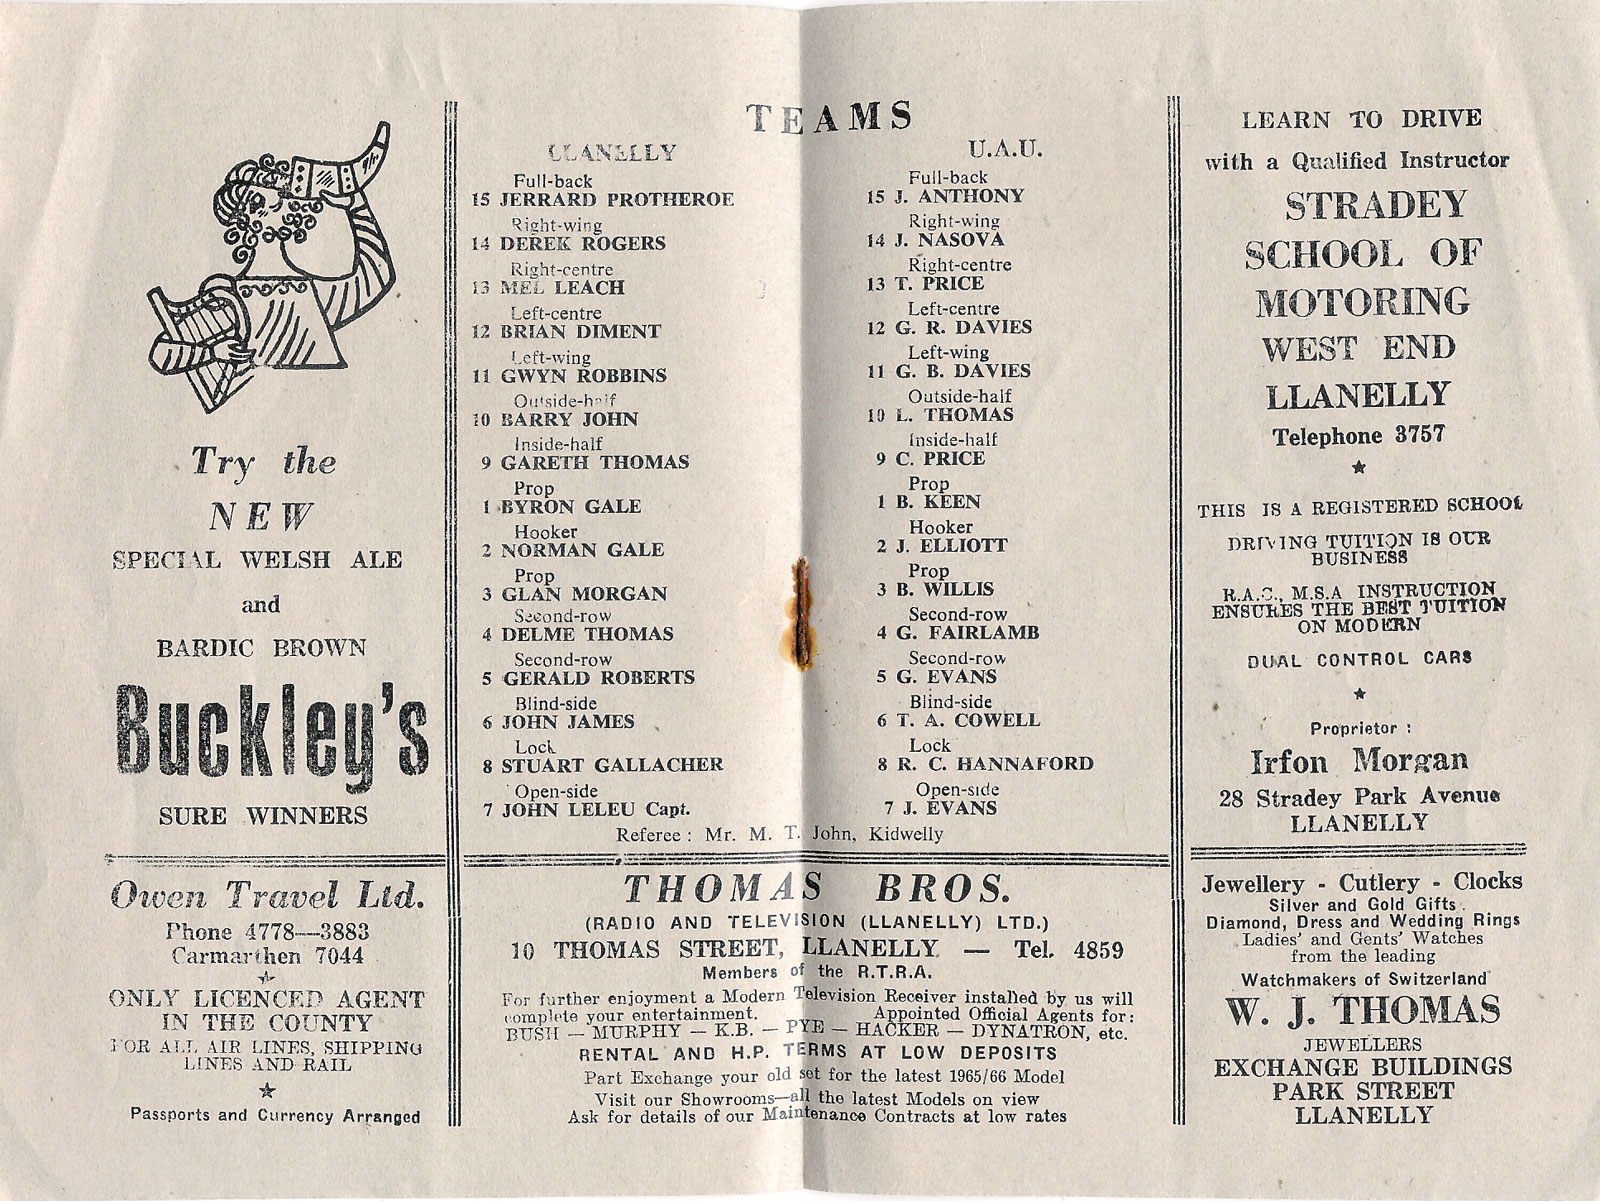 Try the
NEW
SPECIAL WELSH ALE
and
BARDIC BROWN
Buckley's
SURE WINNERS
Owen Travel Ltd.
Phone 4778—3883
Carmarthen 7044
ONLY LICENCED AGENT
IN THE COUNTY
FOR ALL AIR LINES, SHIPPING
LINES AND RAIL
Passports and Currency Arranged
TEAMS
LLANELLY
Full-back
15 JERRARD PROTHEROE
Right-wing
14 DEREK ROGERS
Right-centre
13 MEL LEACH
Left-centre
12 BRIAN DIMENT
Left-wing
11 GWYN ROBBINS
Outside-half
10 BARRY JOHN
Inside-half
9 GARETH THOMAS
Prop
1 BYRON GALE
Hooker
2 NORMAN GALE
Prop
3 GLAN MORGAN
Second-row
4 DELME THOMAS
Second-row
5 GERALD ROBERTS
Blind-side
6 JOHN JAMES
Lock
8 STUART GALLACHER
Open-side
7 JOHN LELEU Capt.
U.A.U.
Full-back
15 J. ANTHONY
Right-wing
14 J. NASOVA
Right-centre
13 T. PRICE
Left-centre
12 G. R. DAVIES
Left-wing
11 G. B. DAVIES
Outside-half
10 L. THOMAS
Inside-half
9 C. PRICE
Prop
1 B. KEEN
Hooker
2 J. ELLIOTT
Prop
3 B. WILLIS
Second-row
4 G. FAIRLAMB
Second-row
5 G. EVANS
Blind-side
6 T. A. COWELL
Lock
8 R. C. HANNAFORD
Open-side
7 J. EVANS
Referee : Mr. M. T. John, Kidwelly
THOMAS BROS.
(RADIO AND TELEVISION (LLANELLY) LTD.)
10 THOMAS STREET, LLANELLY — Tel. 4859
Members of the R.T.R.A.
For further enjoyment a Modern Television Receiver installed by us will
complete your entertainment. Appointed Official Agents for:
BUSH — MURPHY — K.B. — PYE — HACKER — DYNATRON, etc.
RENTAL AND H.P. TERMS AT LOW DEPOSITS
Part Exchange your old set for the latest 1965/66 Model
Visit our Showrooms—all the latest Models on view
Ask for details of our Maintenance Contracts at low rates
LEARN TO DRIVE
with a Qualified Instructor
STRADEY
SCHOOL OF
MOTORING
WEST END
LLANELLY
Telephone 3757
THIS IS A REGISTERED SCHOOL
DRIVING TUITION IS OUR
BUSINESS
R.A.C., M.S.A INSTRUCTION
ENSURES THE BEST TUITION
ON MODERN
DUAL CONTROL CARS
Proprietor :
Irfon Morgan
28 Stradey Park Avenue
LLANELLY
Jewellery - Cutlery - Clocks
Silver and Gold Gifts.
Diamond, Dress and Wedding Rings
Ladies' and Gents' Watches
from the leading
Watchmakers of Switzerland
W. J. THOMAS
JEWELLERS
EXCHANGE BUILDINGS
PARK STREET
LLANELLY